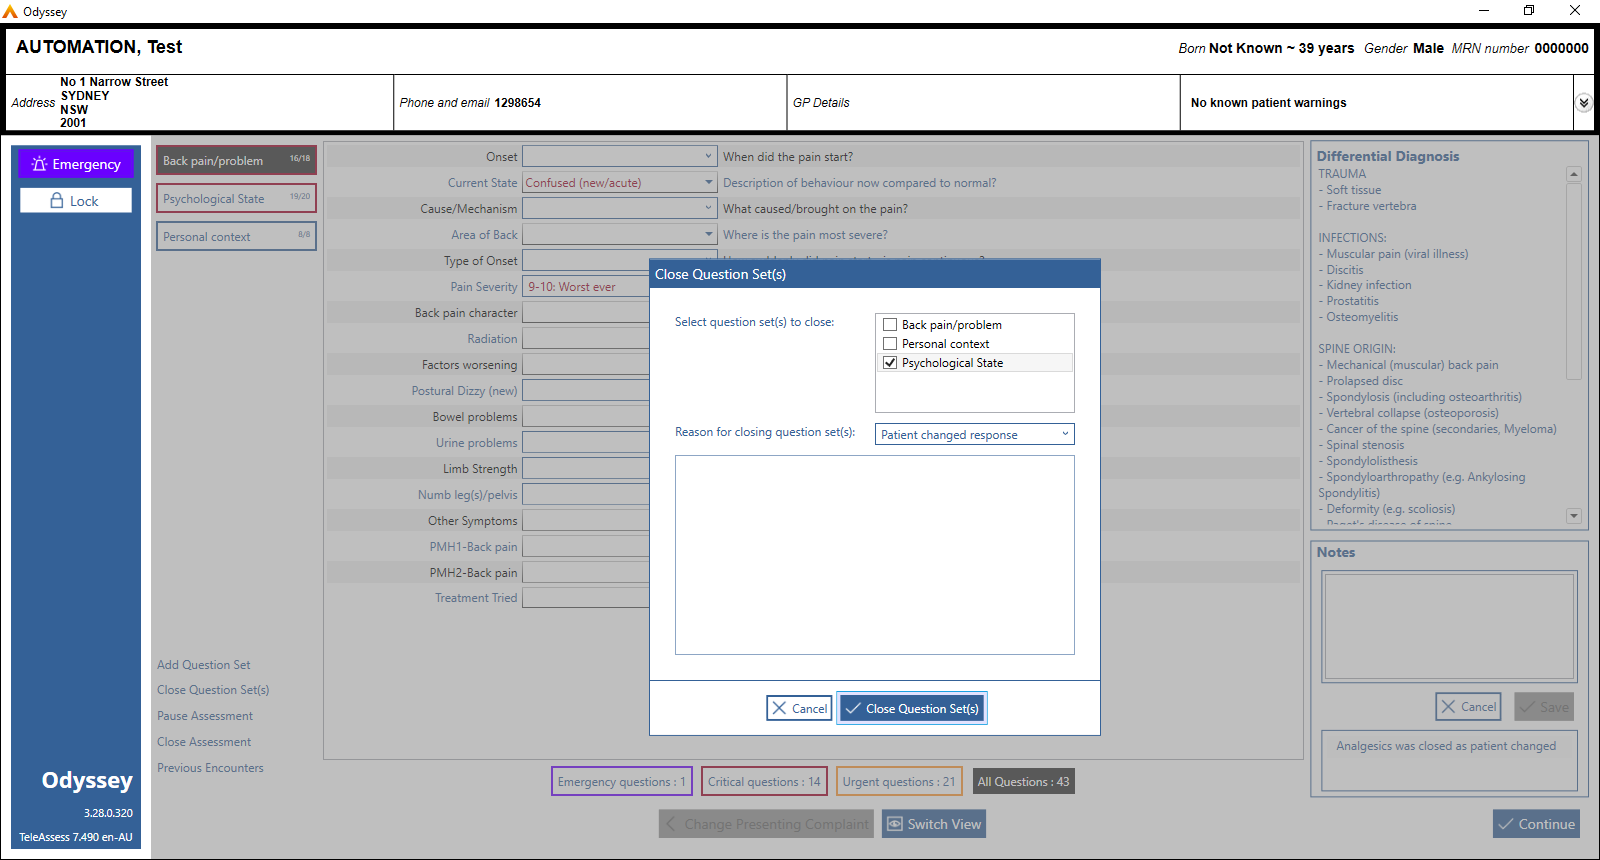 Odyssey
AUTOMATION, Test
Born Not Known ~ 39 years Gender Male MRN number 0000000
Address No 1 Narrow Street
SYDNEY
NSW
2001
Phone and email 1298654
GP Details
No known patient warnings
Emergency
Lock
Back pain/problem 16/18
Psychological State 19/20
Personal context 8/8
Onset When did the pain start?
Current State Confused (new/acute) Description of behaviour now compared to normal?
Cause/Mechanism What caused/brought on the pain?
Area of Back Where is the pain most severe?
Type of Onset
Pain Severity 9-10: Worst ever
Back pain character
Radiation
Factors worsening
Postural Dizzy (new)
Bowel problems
Urine problems
Limb Strength
Numb leg(s)/pelvis
Other Symptoms
PMH1-Back pain
PMH2-Back pain
Treatment Tried
Close Question Set(s)
Select question set(s) to close:
Back pain/problem
Personal context
Psychological State
Reason for closing question set(s): Patient changed response
Cancel
Close Question Set(s)
Differential Diagnosis
TRAUMA
- Soft tissue
- Fracture vertebra
INFECTIONS:
- Muscular pain (viral illness)
- Discitis
- Kidney infection
- Prostatitis
- Osteomyelitis
SPINE ORIGIN:
- Mechanical (muscular) back pain
- Prolapsed disc
- Spondylosis (including osteoarthritis)
- Vertebral collapse (osteoporosis)
- Cancer of the spine (secondaries, Myeloma)
- Spinal stenosis
- Spondylolisthesis
- Spondyloarthropathy (e.g. Ankylosing
Spondylitis)
- Deformity (e.g. scoliosis)
- Paget's disease of spine
Notes
Cancel
Save
Analgesics was closed as patient changed
Add Question Set
Close Question Set(s)
Pause Assessment
Close Assessment
Previous Encounters
Odyssey
3.28.0.320
TeleAssess 7.490 en-AU
Emergency questions : 1
Critical questions : 14
Urgent questions : 21
All Questions : 43
Change Presenting Complaint
Switch View
Continue